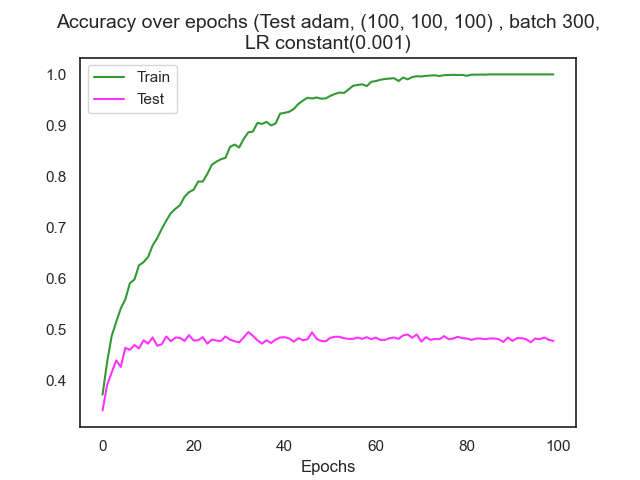 Accuracy over epochs (Test adam, (100, 100, 100) , batch 300,
LR constant(0.001)
Train
Test
1.0
0.9
0.8
0.7
0.6
0.5
0.4
0 20 40 60 80 100
Epochs